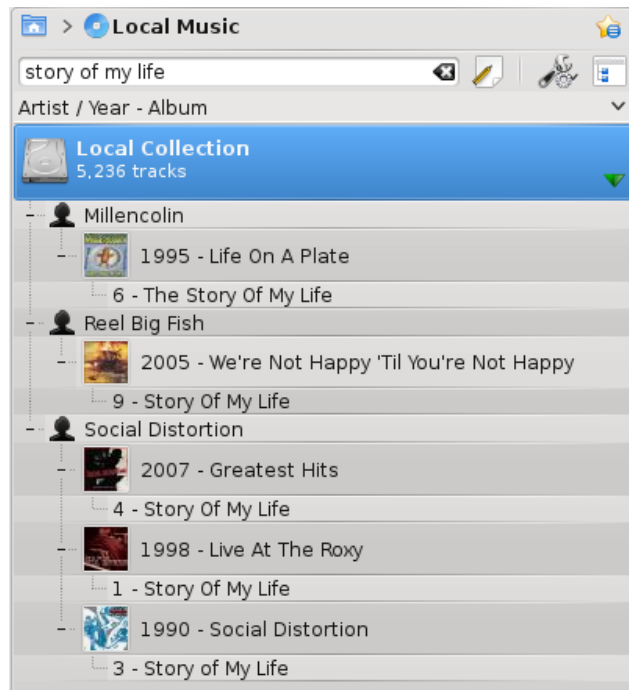 > Local Music
story of my life
Artist / Year - Album
Local Collection
5,236 tracks
Millencolin
1995 - Life On A Plate
6 - The Story Of My Life
Reel Big Fish
2005 - We're Not Happy 'Til You're Not Happy
9 - Story Of My Life
Social Distortion
2007 - Greatest Hits
4 - Story Of My Life
1998 - Live At The Roxy
1 - Story Of My Life
1990 - Social Distortion
3 - Story of My Life